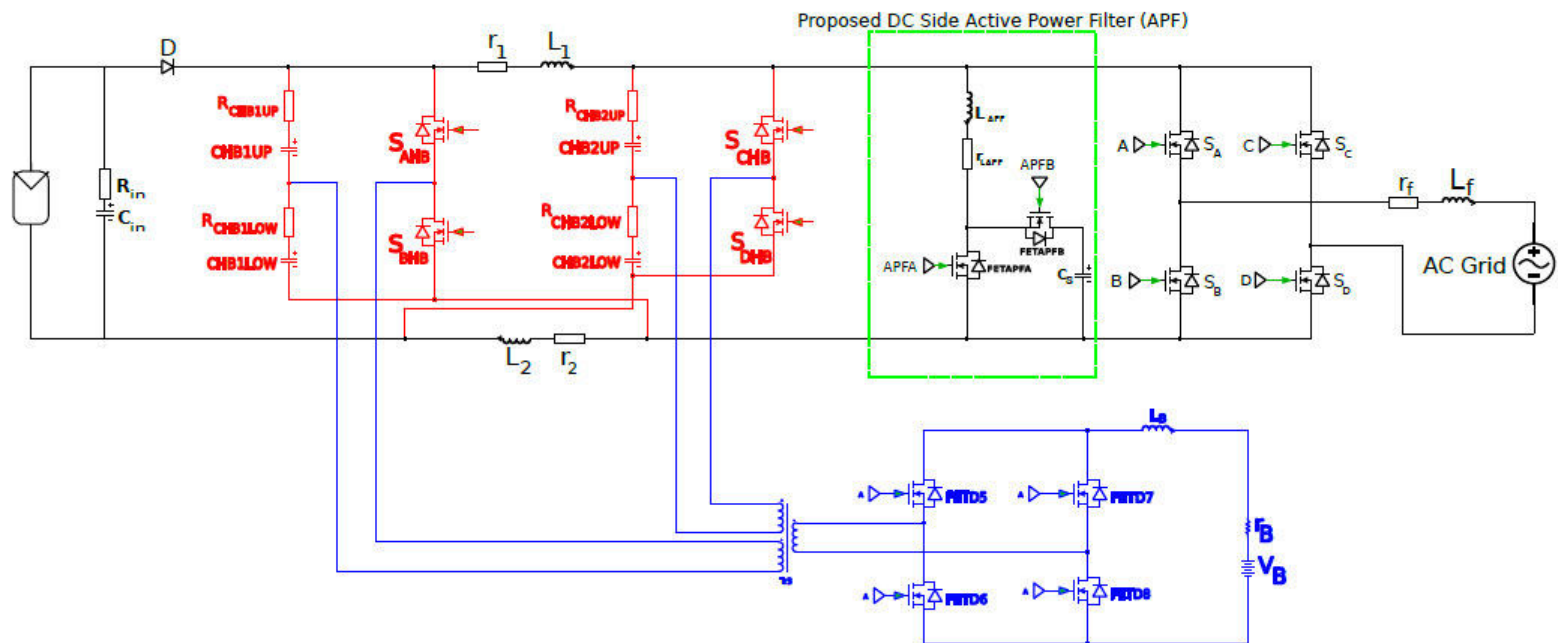 Proposed DC Side Active Power Filter (APF)
D
r1
L1
RCHB1UP
CHB1UP
SAHB
RCHB2UP
CHB2UP
SCHB
LAPF
rLAPF
APFB
A
SA
C
SC
Rin
Cin
RCHB1LOW
CHB1LOW
SBHB
RCHB2LOW
CHB2LOW
SDHB
FETAPFB
APFA
FETAPFA
B
SB
D
SD
rf
Lf
AC Grid
L2
r2
LB
A
FETD5
A
FETD7
rB
VB
A
FETD6
A
FETD8